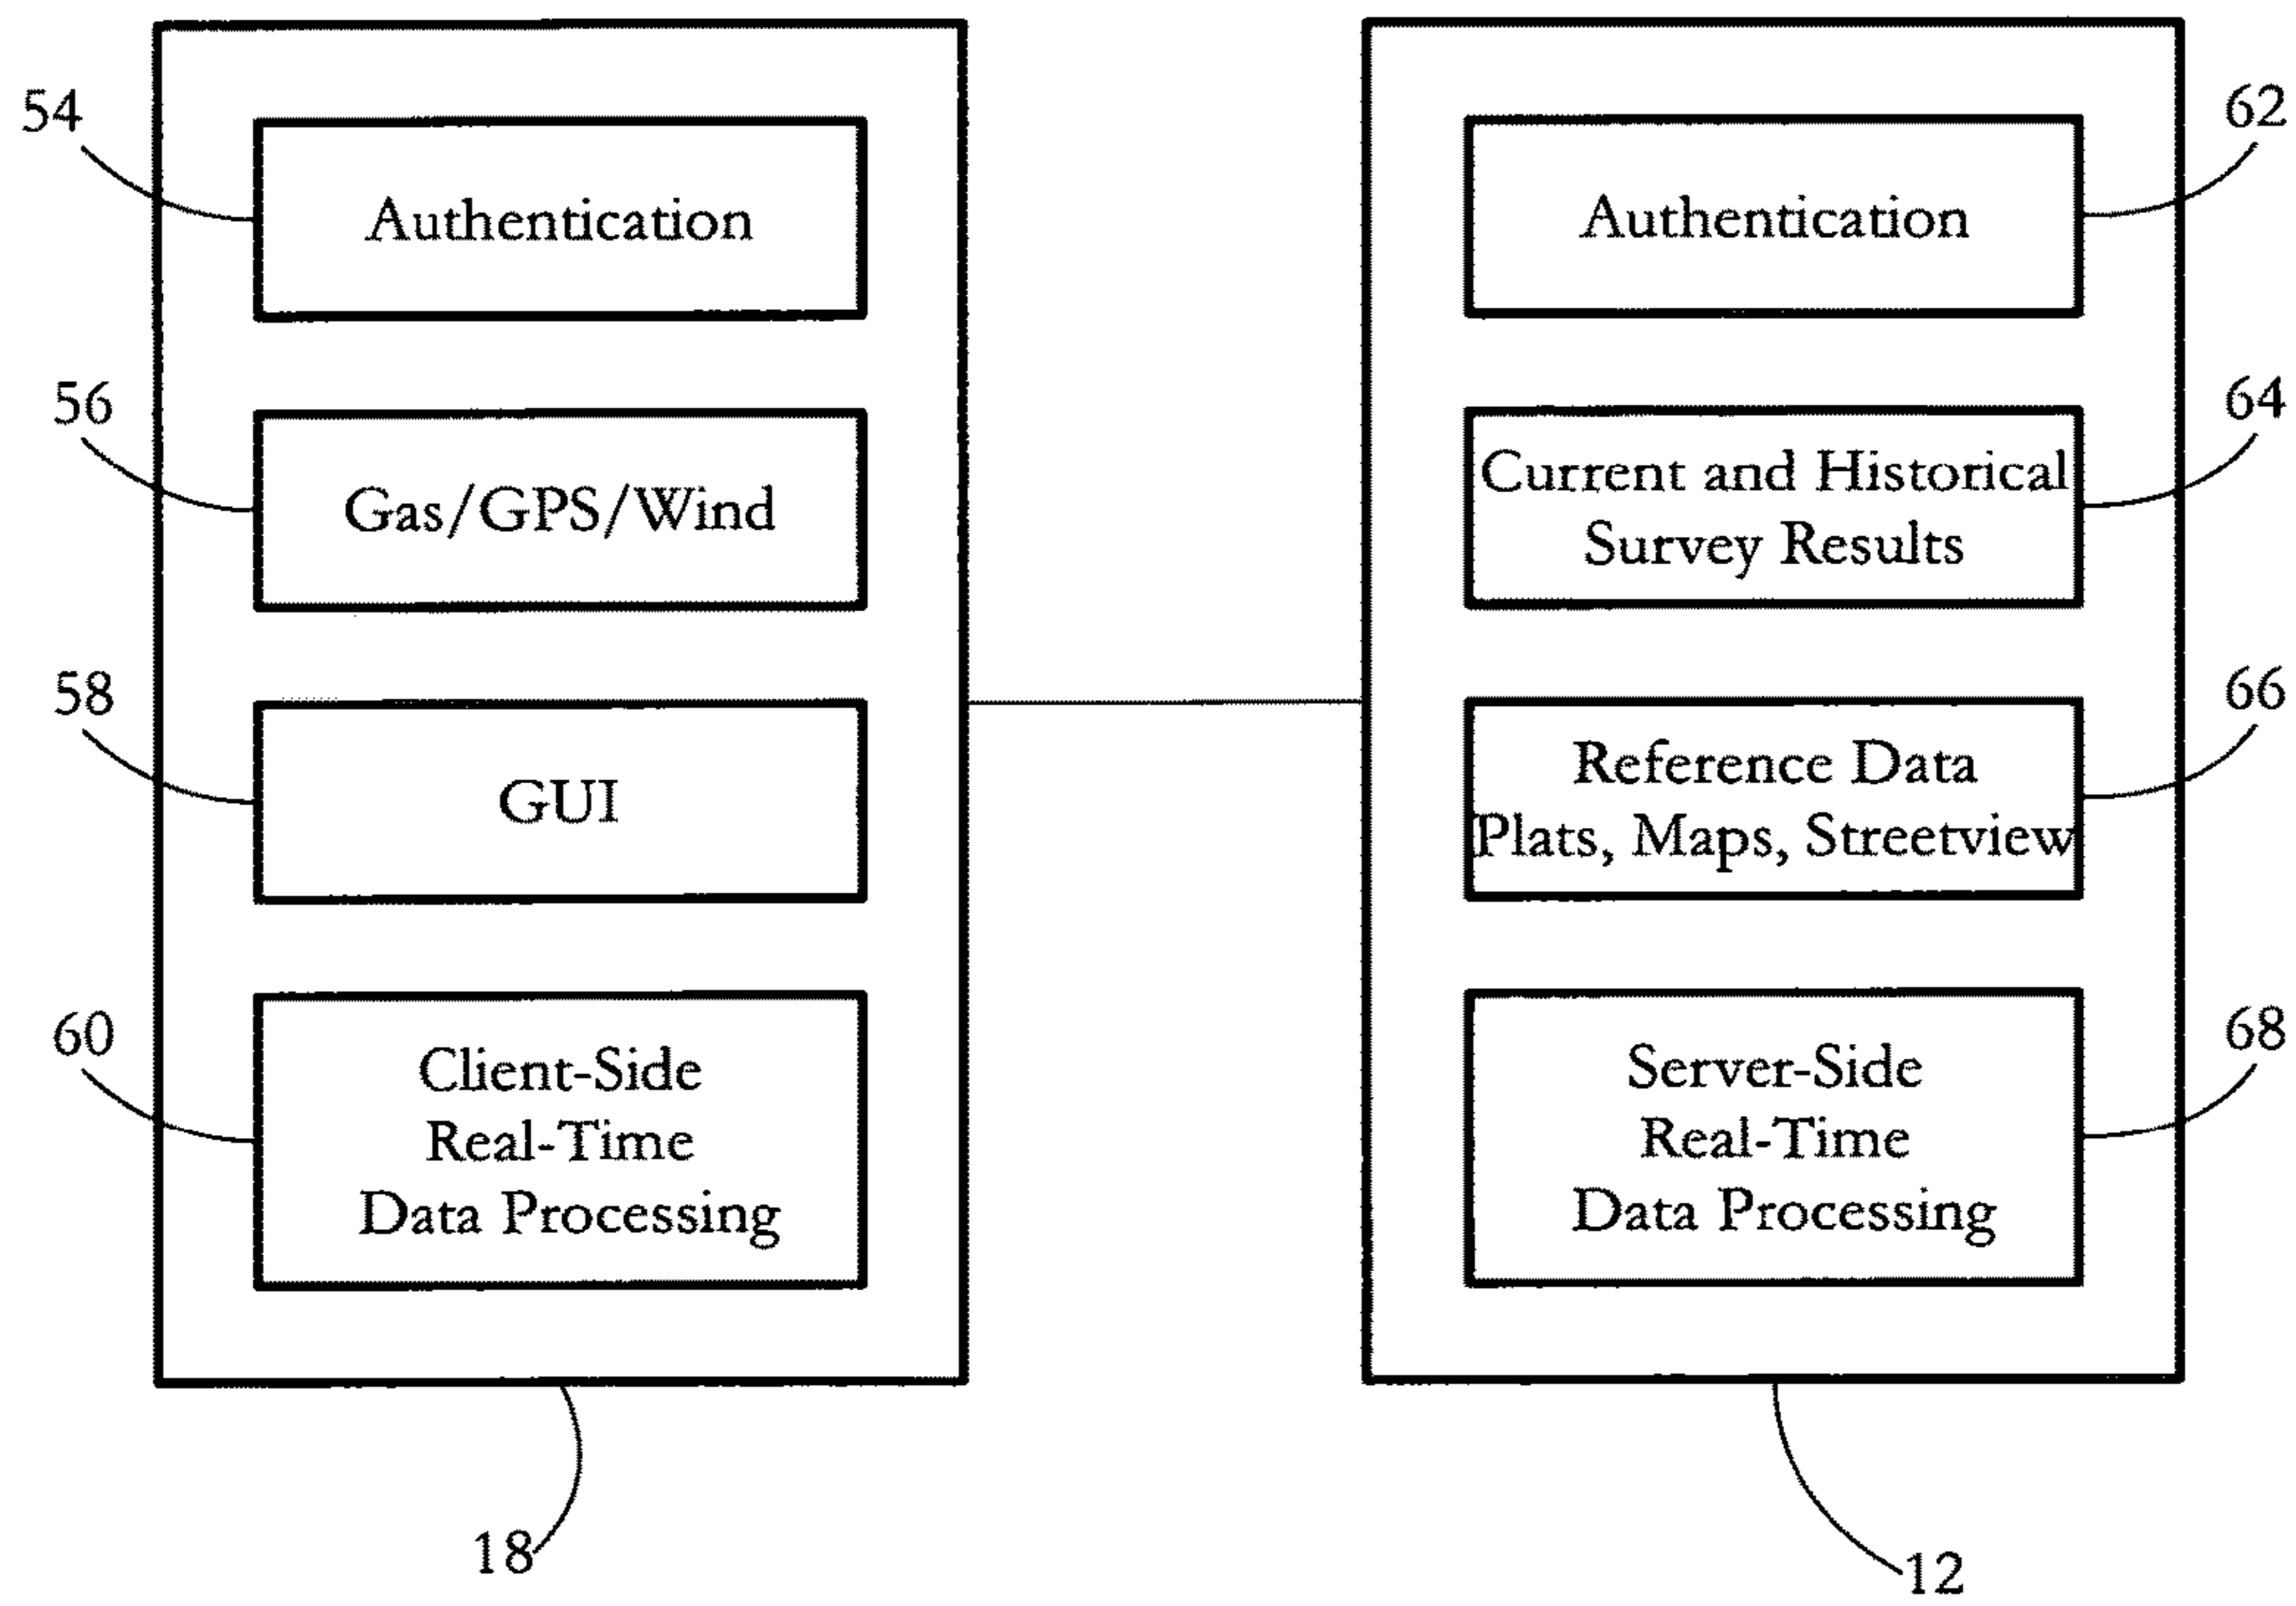 54
Authentication
56
Gas/GPS/Wind
58
GUI
60
Client-Side
Real-Time
Data Processing
18
62
Authentication
64
Current and Historical
Survey Results
66
Reference Data
Plats, Maps, Streetview
68
Server-Side
Real-Time
Data Processing
12